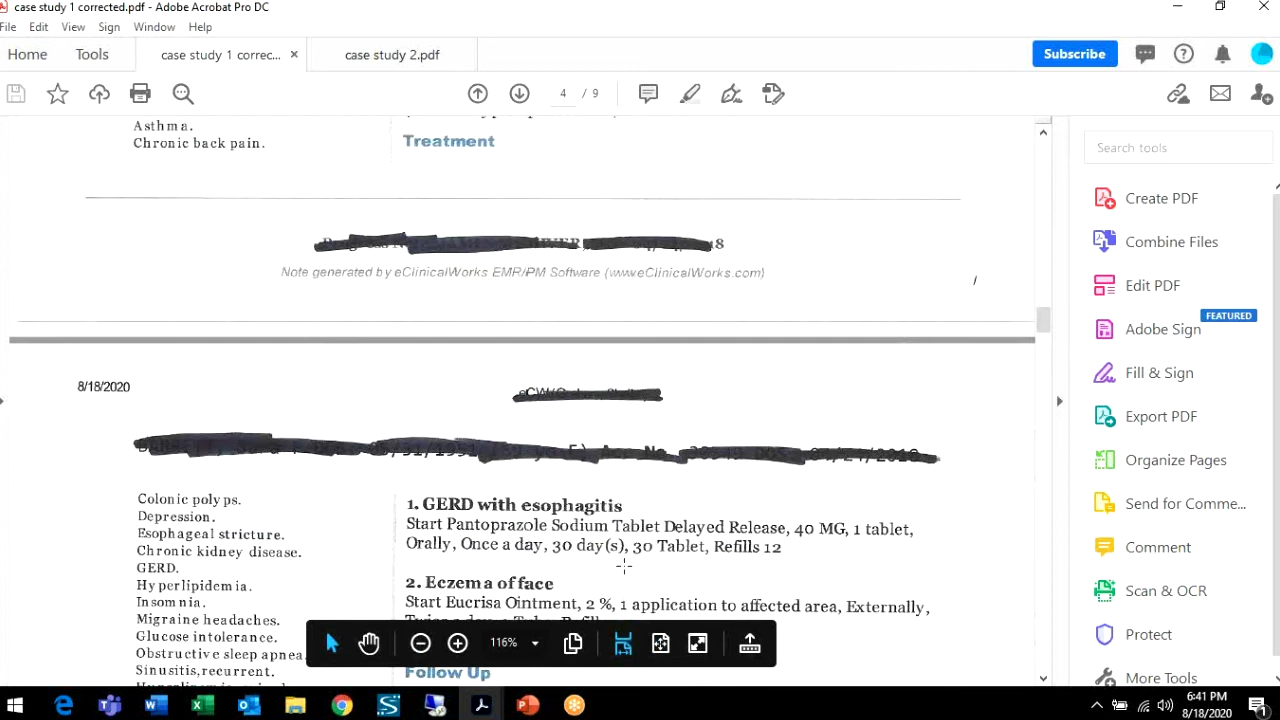 case study 1 corrected.pdf - Adobe Acrobat Pro DC
File Edit View Sign Window Help
Home Tools case study 1 correc... × case study 2.pdf Subscribe
4 / 9
Search tools
Asthma.
Chronic back pain.
Treatment
Create PDF
Combine Files
Note generated by eClinicalWorks EMR/PM Software (www.eClinicalWorks.com)
Edit PDF
FEATURED
Adobe Sign
8/18/2020
Fill & Sign
Export PDF
Organize Pages
Send for Comme...
Comment
Scan & OCR
Protect
More Tools
Colonic polyps.
Depression.
Esophageal stricture.
Chronic kidney disease.
GERD.
Hyperlipidemia.
Insomnia.
Migraine headaches.
Glucose intolerance.
Obstructive sleep apnea.
Sinusitis, recurrent.
1. GERD with esophagitis
Start Pantoprazole Sodium Tablet Delayed Release, 40 MG, 1 tablet,
Orally, Once a day, 30 day(s), 30 Tablet, Refills 12
2. Eczema of face
Start Eucrisa Ointment, 2 %, 1 application to affected area, Externally,
116%
Follow Up
6:41 PM
8/18/2020